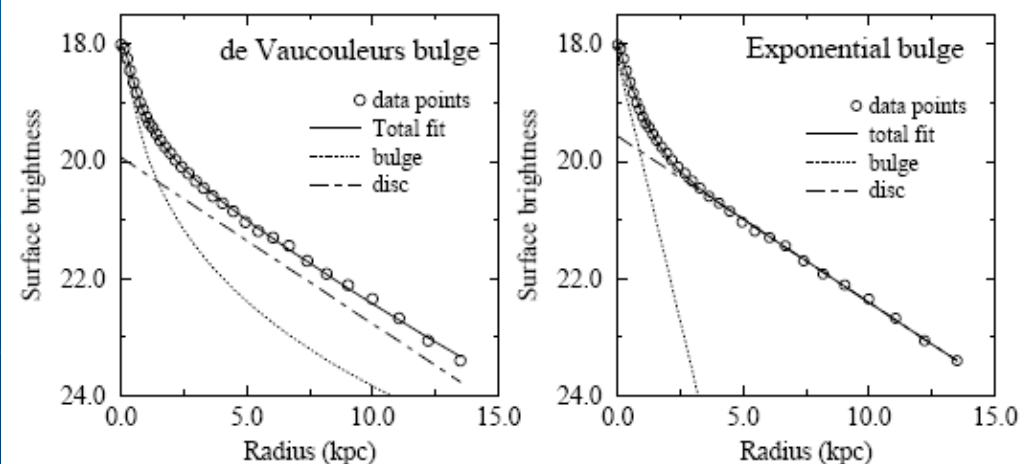 de Vaucouleurs bulge
data points
Total fit
bulge
disc
Surface brightness
18.0
20.0
22.0
24.0
0.0
5.0
10.0
15.0
Radius (kpc)
Exponential bulge
data points
total fit
bulge
disc
Surface brightness
18.0
20.0
22.0
24.0
0.0
5.0
10.0
15.0
Radius (kpc)